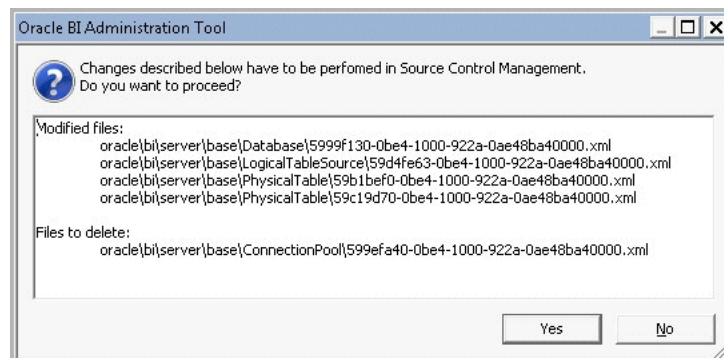 Oracle BI Administration Tool
Changes described below have to be perfomed in Source Control Management.
Do you want to proceed?
Modified files:
oracle\bi\server\base\Database\5999f130-0be4-1000-922a-0ae48ba40000.xml
oracle\bi\server\base\LogicalTableSource\59d4fe63-0be4-1000-922a-0ae48ba40000.xml
oracle\bi\server\base\PhysicalTable\59b1bef0-0be4-1000-922a-0ae48ba40000.xml
oracle\bi\server\base\PhysicalTable\59c19d70-0be4-1000-922a-0ae48ba40000.xml
Files to delete:
oracle\bi\server\base\ConnectionPool\599efa40-0be4-1000-922a-0ae48ba40000.xml
Yes
No